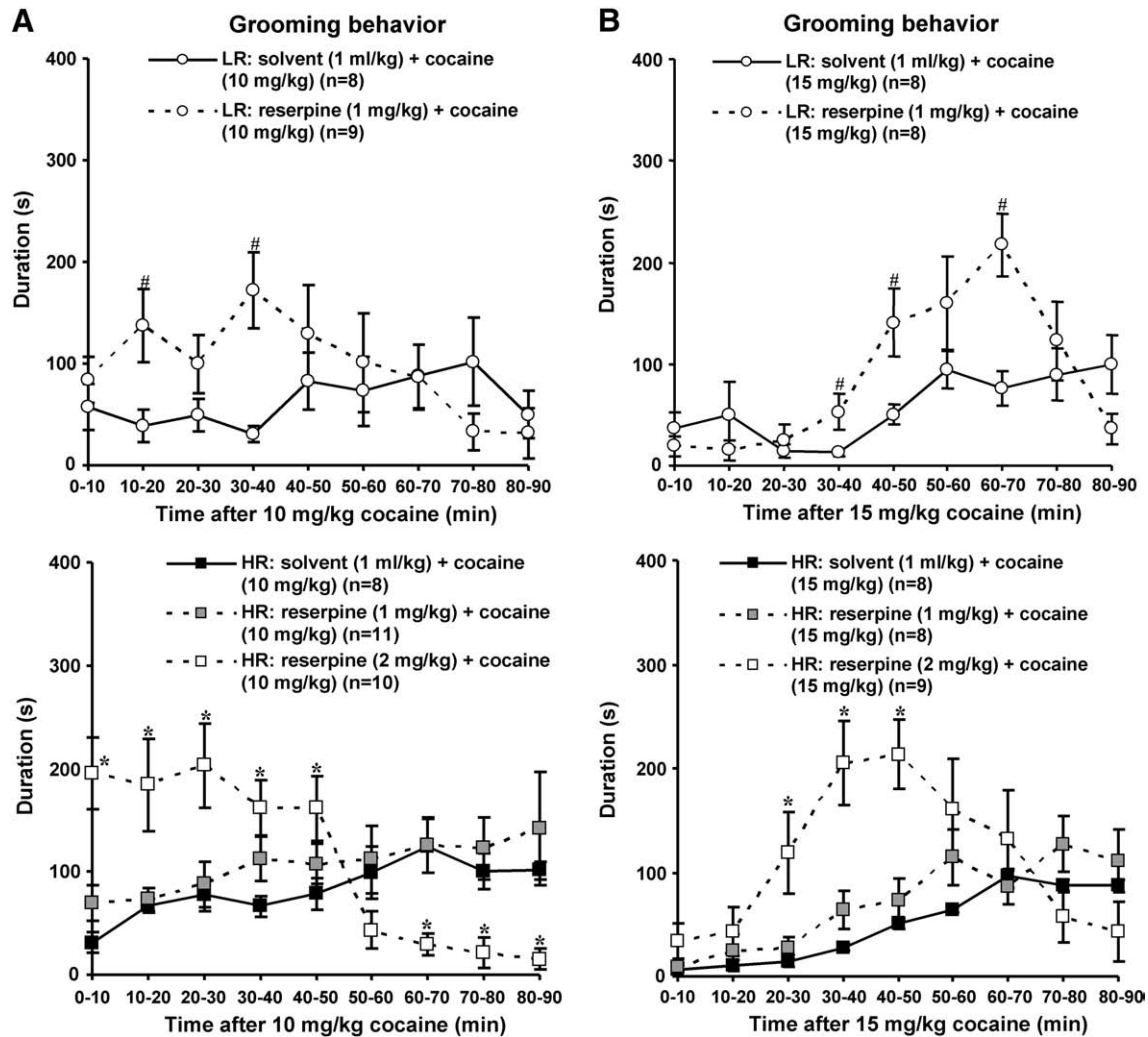 A
Grooming behavior
LR: solvent (1 ml/kg) + cocaine
(10 mg/kg) (n=8)
LR: reserpine (1 mg/kg) + cocaine
(10 mg/kg) (n=9)
Duration (s)
400
300
200
100
0
#
#
0-10 10-20 20-30 30-40 40-50 50-60 60-70 70-80 80-90
Time after 10 mg/kg cocaine (min)
B
Grooming behavior
LR: solvent (1 ml/kg) + cocaine
(15 mg/kg) (n=8)
LR: reserpine (1 mg/kg) + cocaine
(15 mg/kg) (n=8)
Duration (s)
400
300
200
100
0
#
#
#
0-10 10-20 20-30 30-40 40-50 50-60 60-70 70-80 80-90
Time after 15 mg/kg cocaine (min)
HR: solvent (1 ml/kg) + cocaine
(10 mg/kg) (n=8)
HR: reserpine (1 mg/kg) + cocaine
(10 mg/kg) (n=11)
HR: reserpine (2 mg/kg) + cocaine
(10 mg/kg) (n=10)
Duration (s)
400
300
200
100
0
* * * * * * * *
0-10 10-20 20-30 30-40 40-50 50-60 60-70 70-80 80-90
Time after 10 mg/kg cocaine (min)
HR: solvent (1 ml/kg) + cocaine
(15 mg/kg) (n=8)
HR: reserpine (1 mg/kg) + cocaine
(15 mg/kg) (n=8)
HR: reserpine (2 mg/kg) + cocaine
(15 mg/kg) (n=9)
Duration (s)
400
300
200
100
0
* * *
0-10 10-20 20-30 30-40 40-50 50-60 60-70 70-80 80-90
Time after 15 mg/kg cocaine (min)